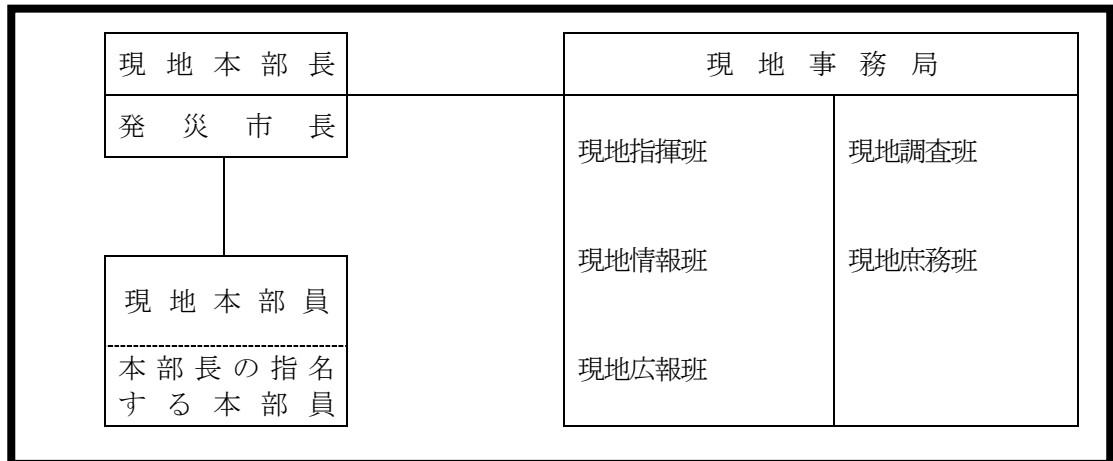 現地本部長
発災市長
現地本部員
本部長の指名
する本部員
現地事務局
現地指揮班
現地情報班
現地広報班
現地調査班
現地庶務班